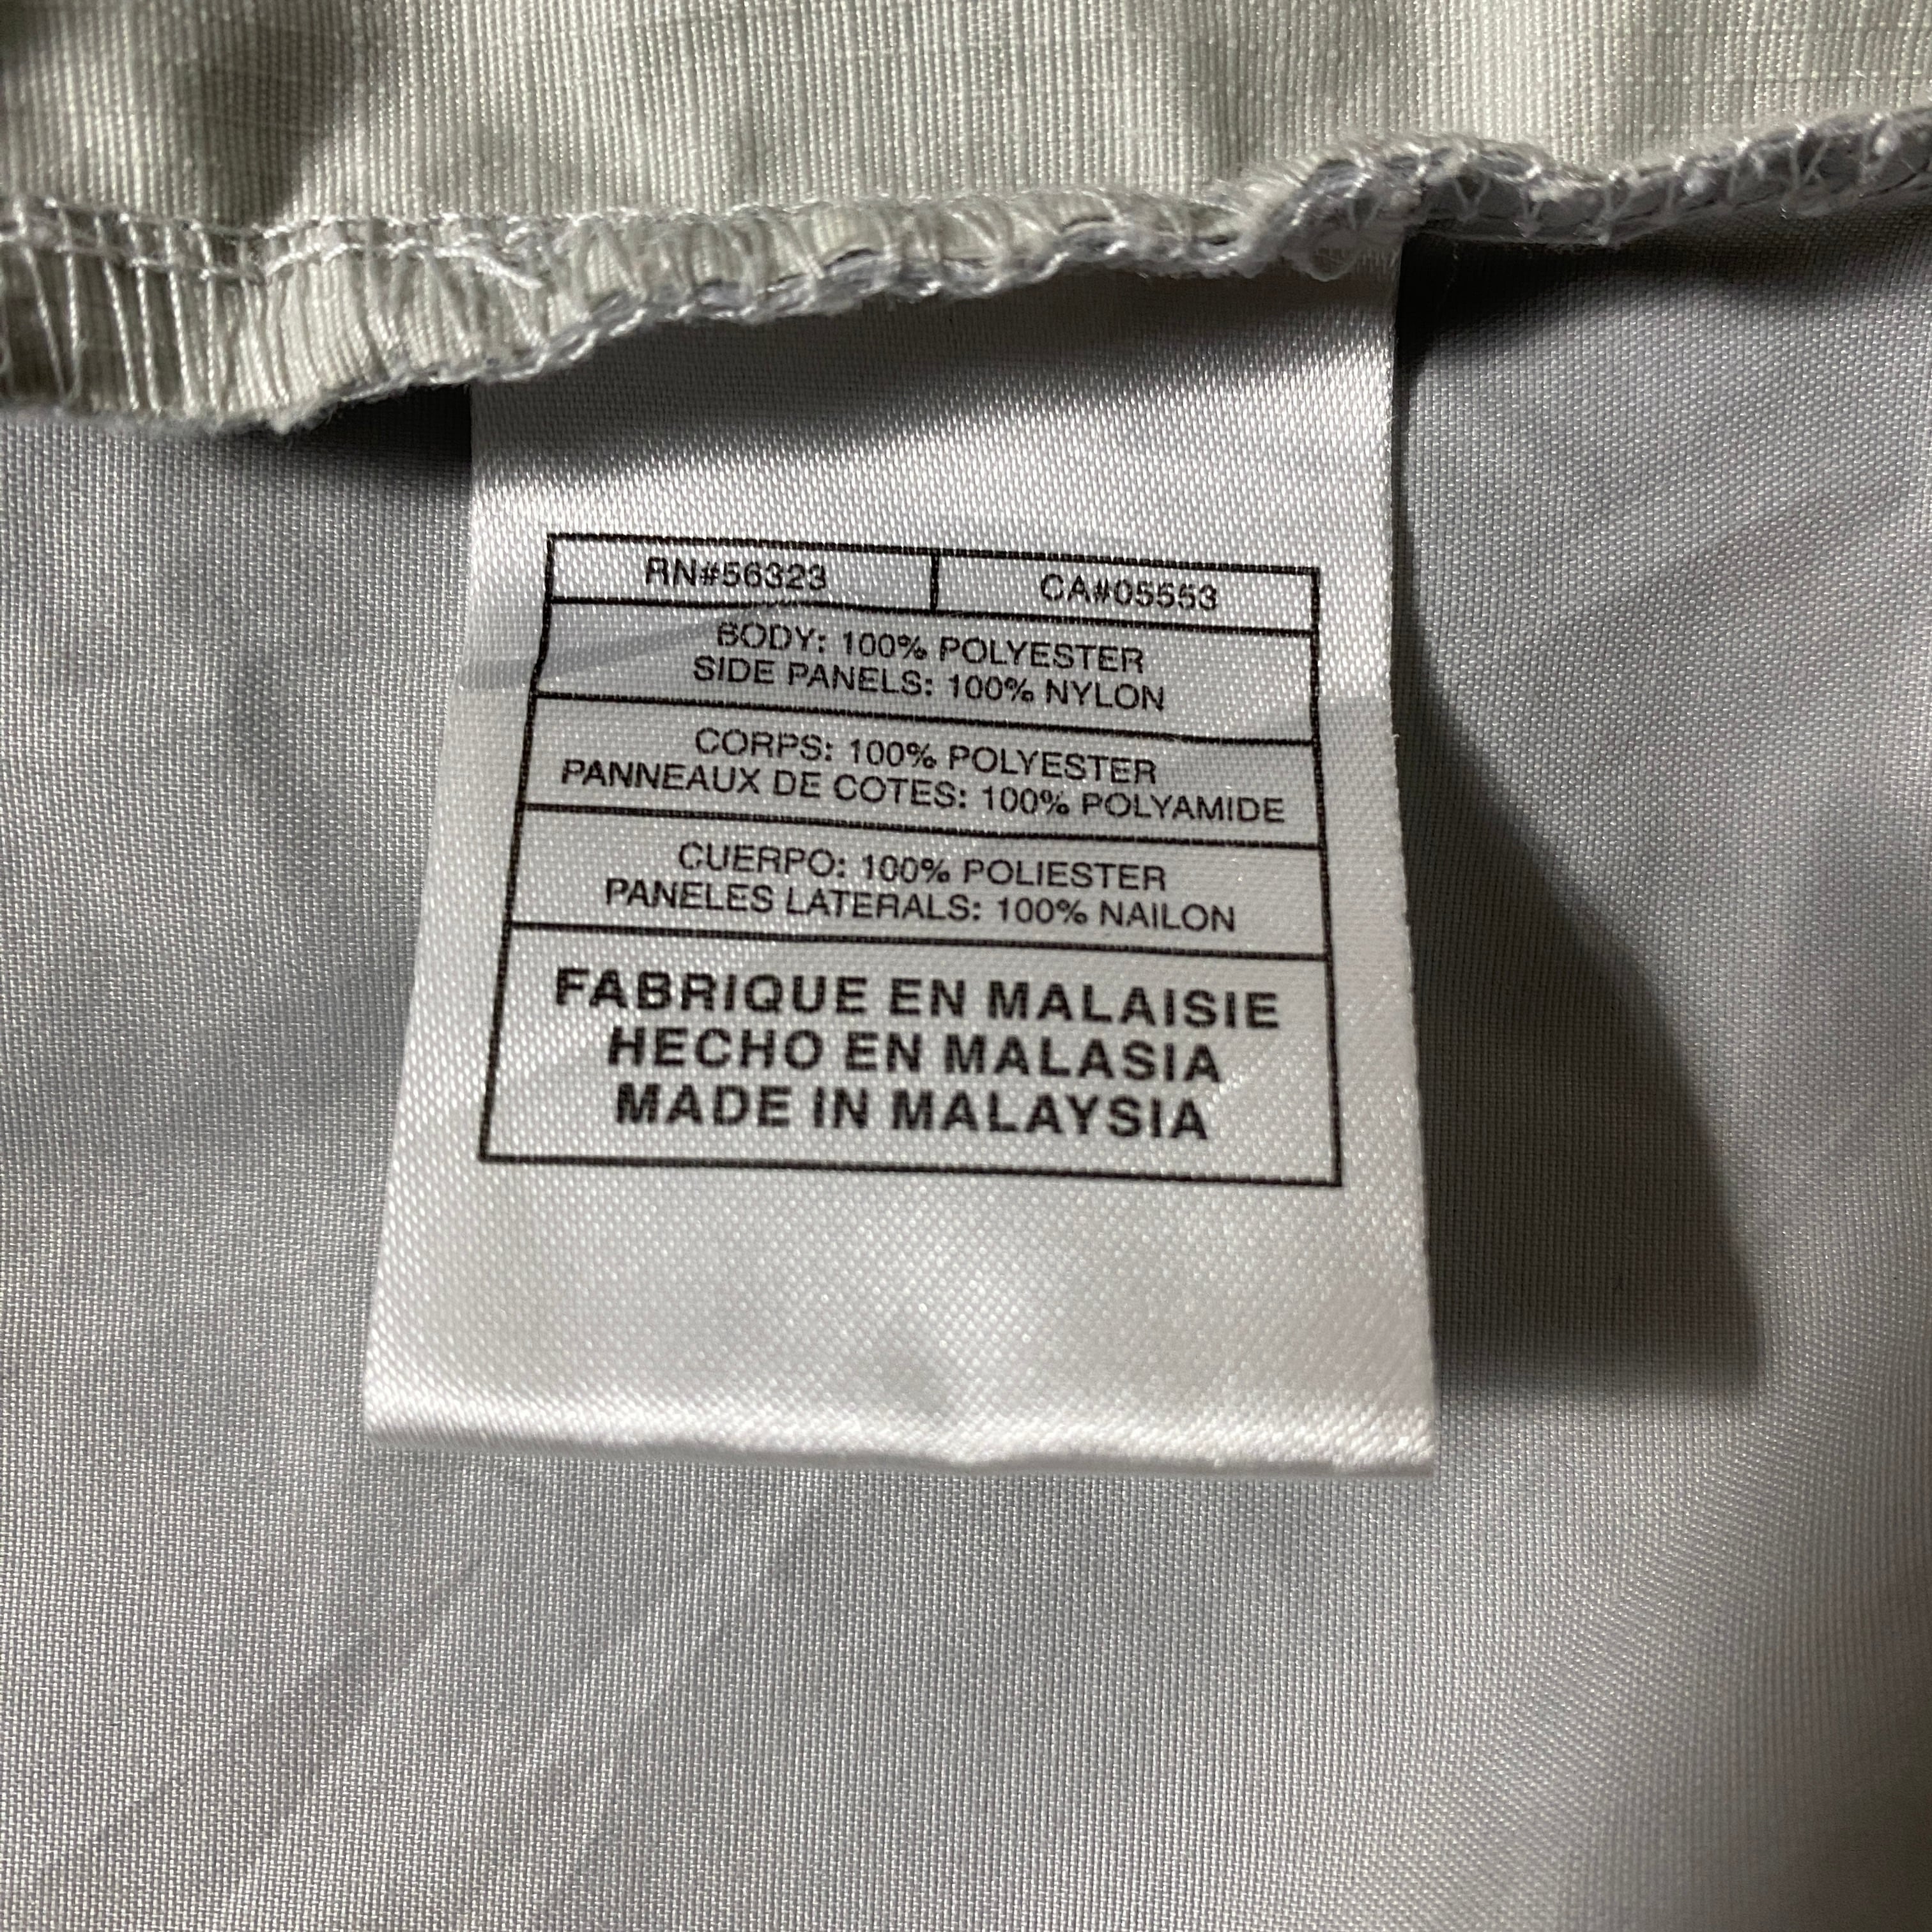 RN#56323 CA#05553
BODY: 100% POLYESTER
SIDE PANELS: 100% NYLON
CORPS: 100% POLYESTER
PANNEAUX DE COTES: 100% POLYAMIDE
CUERPO: 100% POLIESTER
PANELES LATERALS: 100% NAILON
FABRIQUE EN MALAISIE
HECHO EN MALASIA
MADE IN MALAYSIA